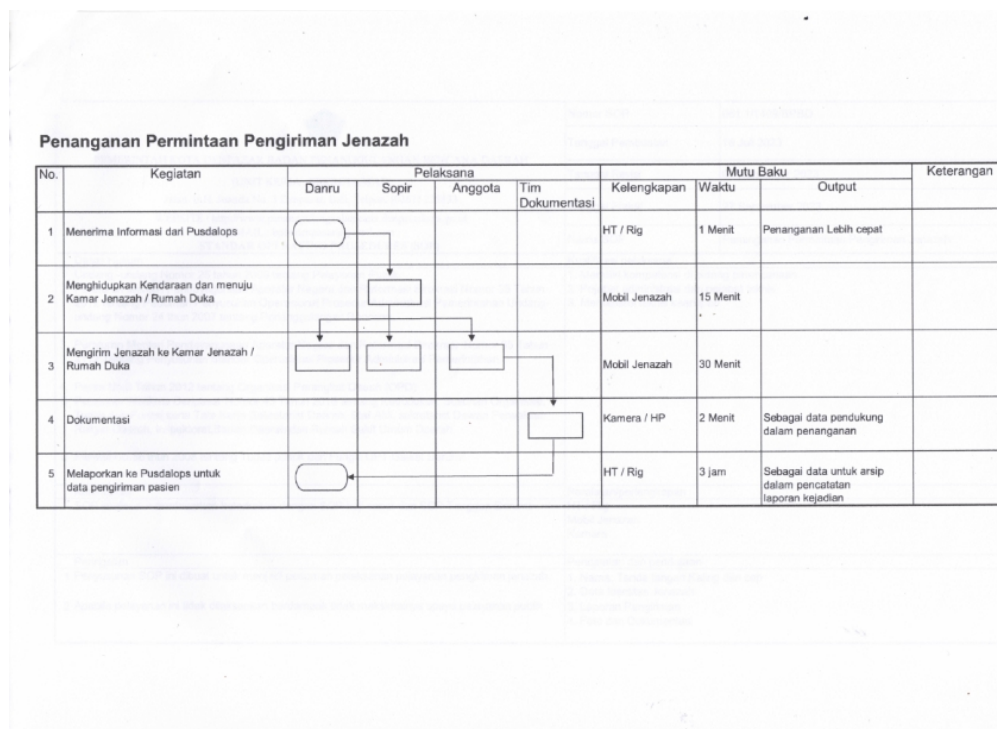 Penanganan Permintaan Pengiriman Jenazah
No. Kegiatan Pelaksana Mutu Baku Keterangan
Danru Sopir Anggota Tim Dokumentasi Kelengkapan Waktu Output
1 Menerima Informasi dari Pusdalops HT / Rig 1 Menit Penanganan Lebih cepat
2 Menghidupkan Kendaraan dan menuju
Kamar Jenazah / Rumah Duka Mobil Jenazah 15 Menit
3 Mengirim Jenazah ke Kamar Jenazah /
Rumah Duka Mobil Jenazah 30 Menit
4 Dokumentasi Kamera / HP 2 Menit Sebagai data pendukung
dalam penanganan
5 Melaporkan ke Pusdalops untuk
data pengiriman pasien HT / Rig 3 jam Sebagai data untuk arsip
dalam pencatatan
laporan kejadian